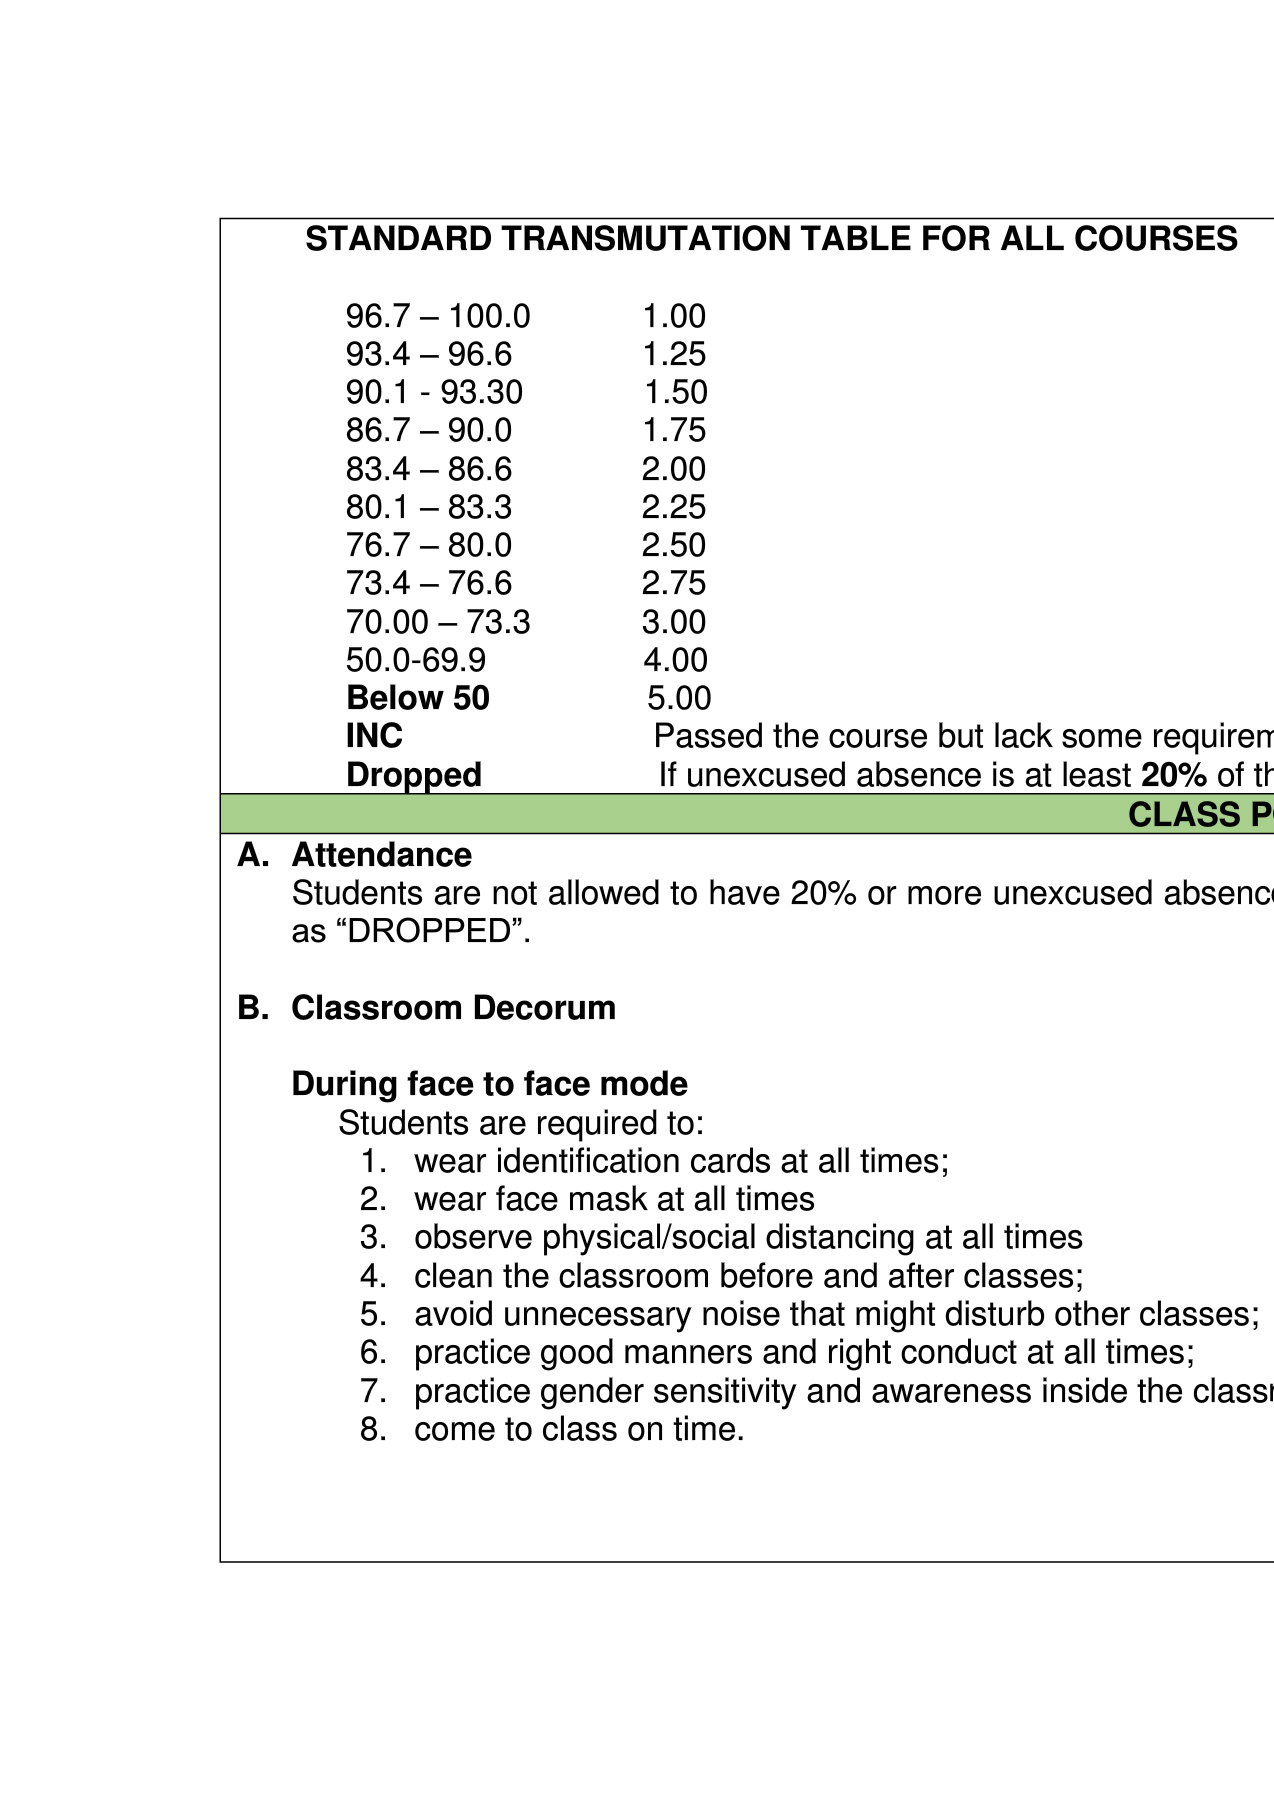 STANDARD TRANSMUTATION TABLE FOR ALL COURSES
96.7 – 100.0 1.00
93.4 – 96.6 1.25
90.1 - 93.30 1.50
86.7 – 90.0 1.75
83.4 – 86.6 2.00
80.1 – 83.3 2.25
76.7 – 80.0 2.50
73.4 – 76.6 2.75
70.00 – 73.3 3.00
50.0-69.9 4.00
Below 50 5.00
INC Passed the course but lack some
Dropped If unexcused absence is at least 20% of
CLASS
A. Attendance
Students are not allowed to have 20% or more unexcused
as “DROPPED”.
B. Classroom Decorum
During face to face mode
Students are required to:
1. wear identification cards at all times;
2. wear face mask at all times
3. observe physical/social distancing at all times
4. clean the classroom before and after classes;
5. avoid unnecessary noise that might disturb other classes;
6. practice good manners and right conduct at all times;
7. practice gender sensitivity and awareness inside the
8. come to class on time.